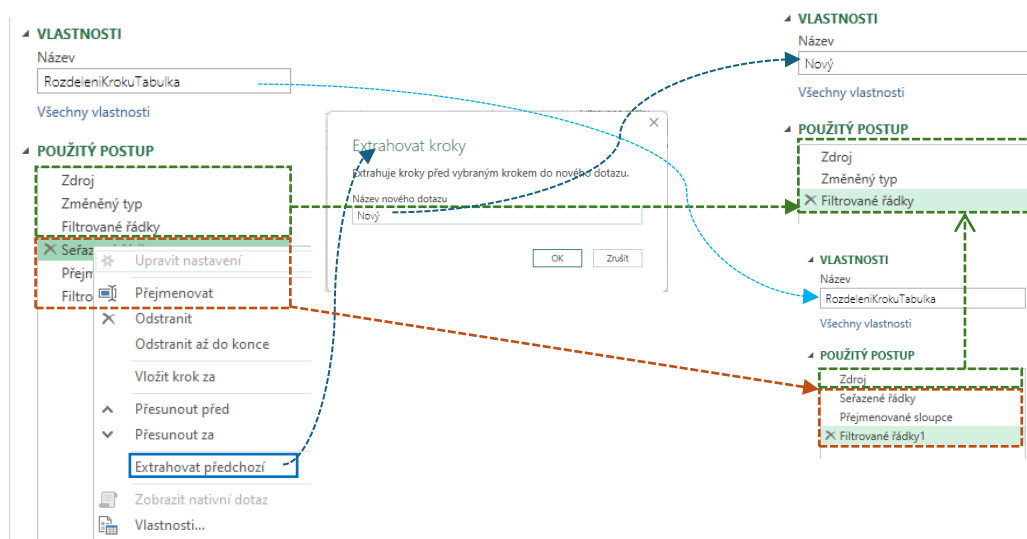 VLASTNOSTI
Název
RozdeleniKrokuTabulka
Všechny vlastnosti
POUŽITÝ POSTUP
Zdroj
Změněný typ
Filtrované řádky
Seřaz
Přejm
Filtro
Upravit nastavení
Přejmenovat
Odstranit
Odstranit až do konce
Vložit krok za
Přesunout před
Přesunout za
Extrahovat předchozí
Zobrazit nativní dotaz
Vlastnosti...
Extrahovat kroky
Extrahuje kroky před vybraným krokem do nového dotazu.
Název nového dotazu
Nový
OK Zrušit
VLASTNOSTI
Název
Nový
Všechny vlastnosti
POUŽITÝ POSTUP
Zdroj
Změněný typ
Filtrované řádky
VLASTNOSTI
Název
RozdeleniKrokuTabulka
Všechny vlastnosti
POUŽITÝ POSTUP
Zdroj
Seřazené řádky
Přejmenované sloupce
Filtrované řádky1